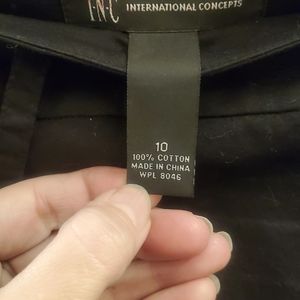 I·N·C
INTERNATIONAL CONCEPTS
10
100% COTTON
MADE IN CHINA
WPL 8046